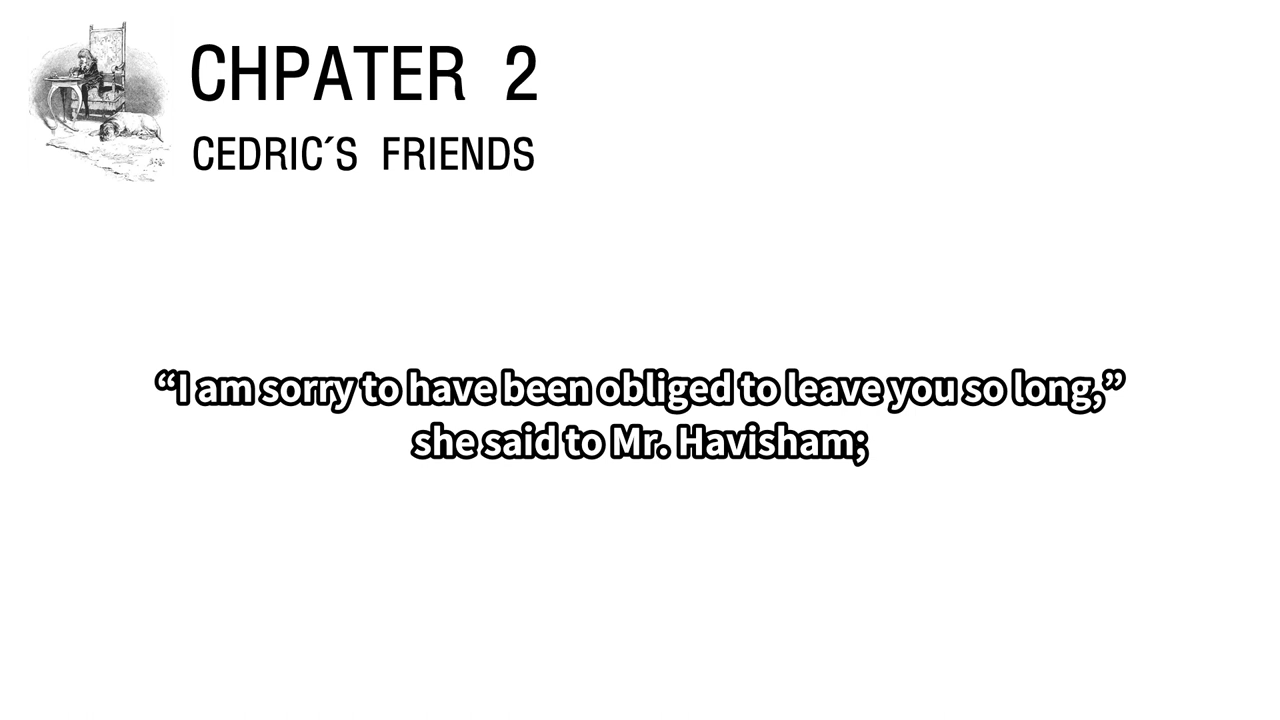 CHPATER 2
CEDRIC´S FRIENDS
“I am sorry to have been obliged to leave you so long,”
she said to Mr. Havisham;